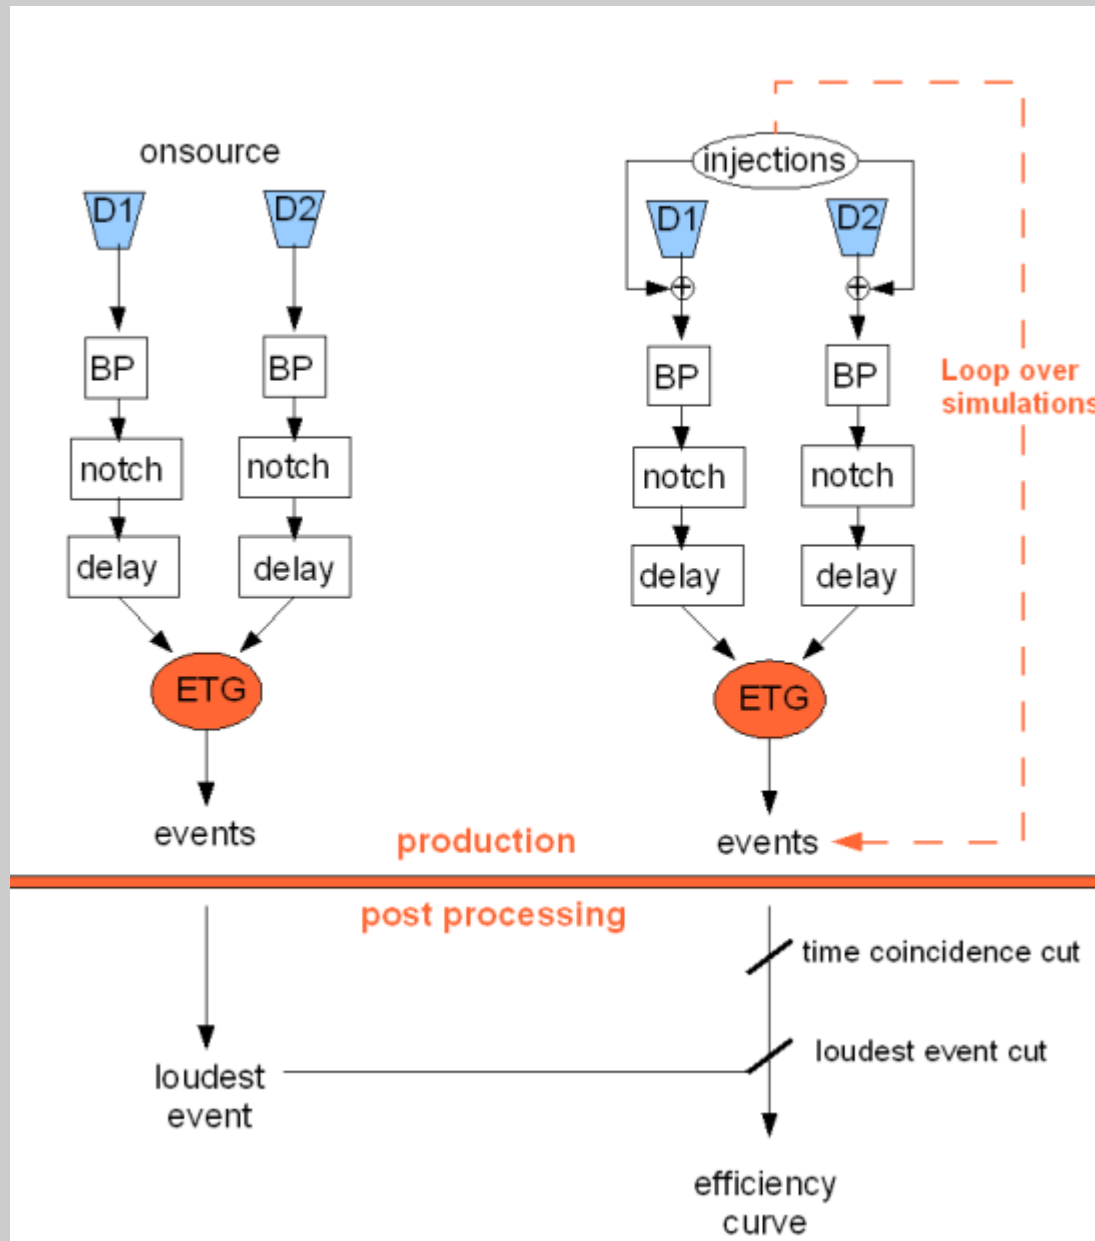 onsource
D1
D2
BP
BP
notch
notch
delay
delay
ETG
events
injections
D1
D2
+
+
BP
BP
notch
notch
delay
delay
ETG
events
Loop over
simulations
production
post processing
time coincidence cut
loudest event cut
loudest
event
efficiency
curve